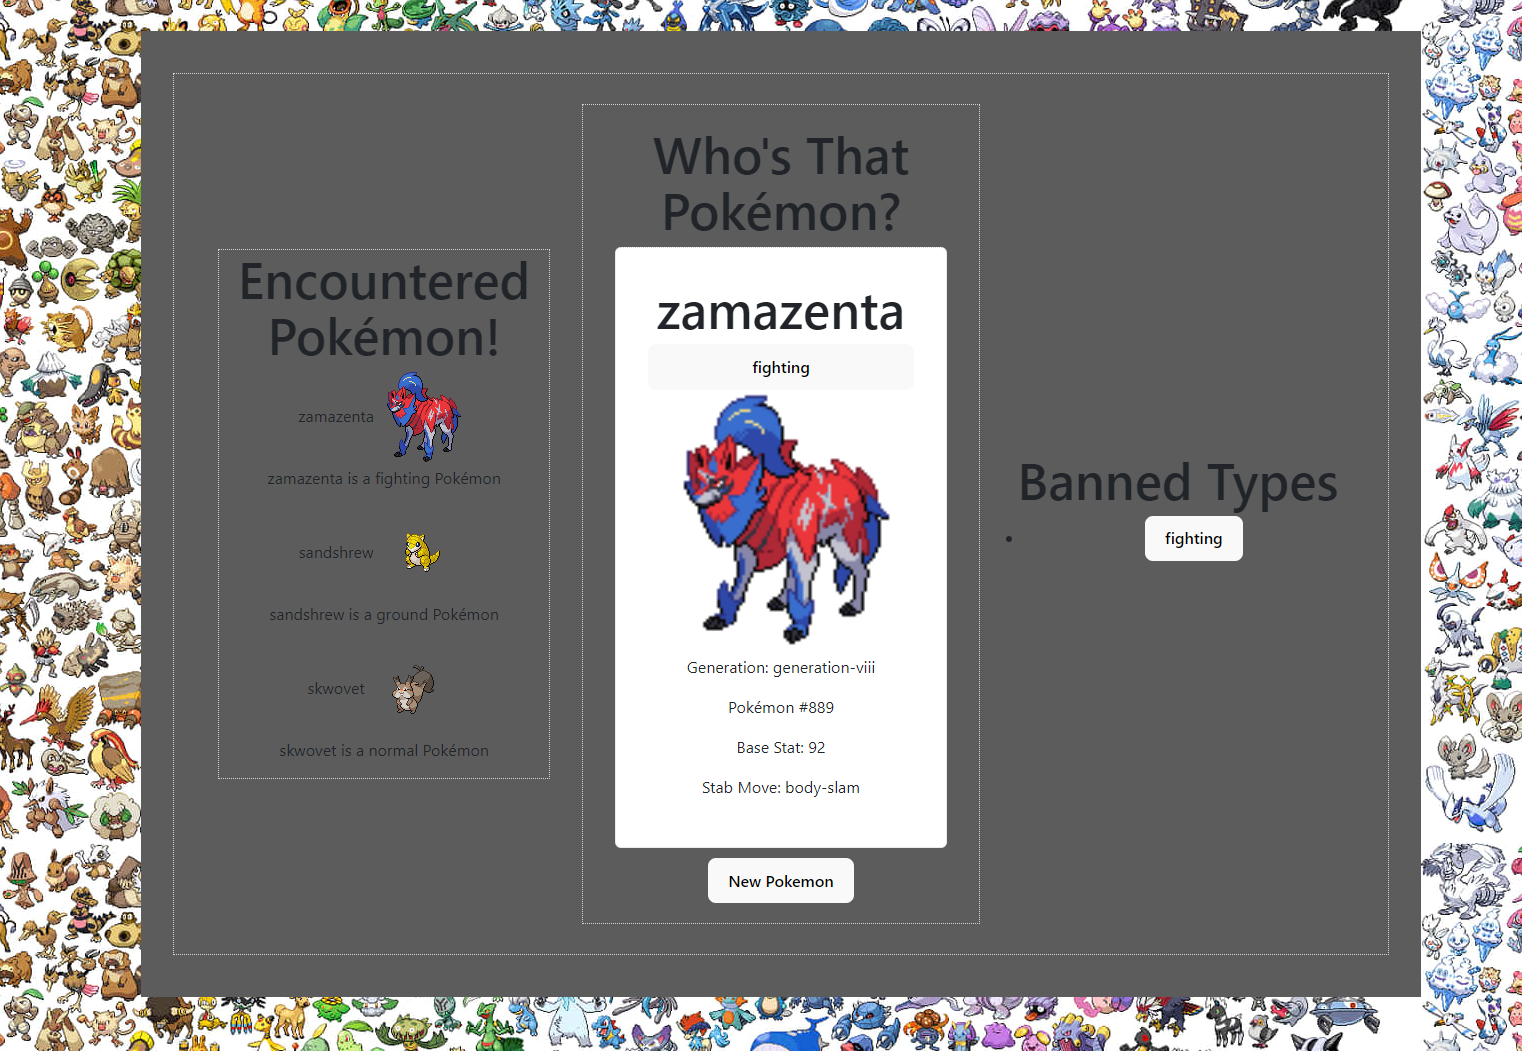 Encountered
Pokémon!
zamazenta
zamazenta is a fighting Pokémon
sandshrew
sandshrew is a ground Pokémon
skwovet
skwovet is a normal Pokémon
Who's That
Pokémon?
zamazenta
fighting
Generation: generation-viii
Pokémon #889
Base Stat: 92
Stab Move: body-slam
New Pokemon
Banned Types
fighting